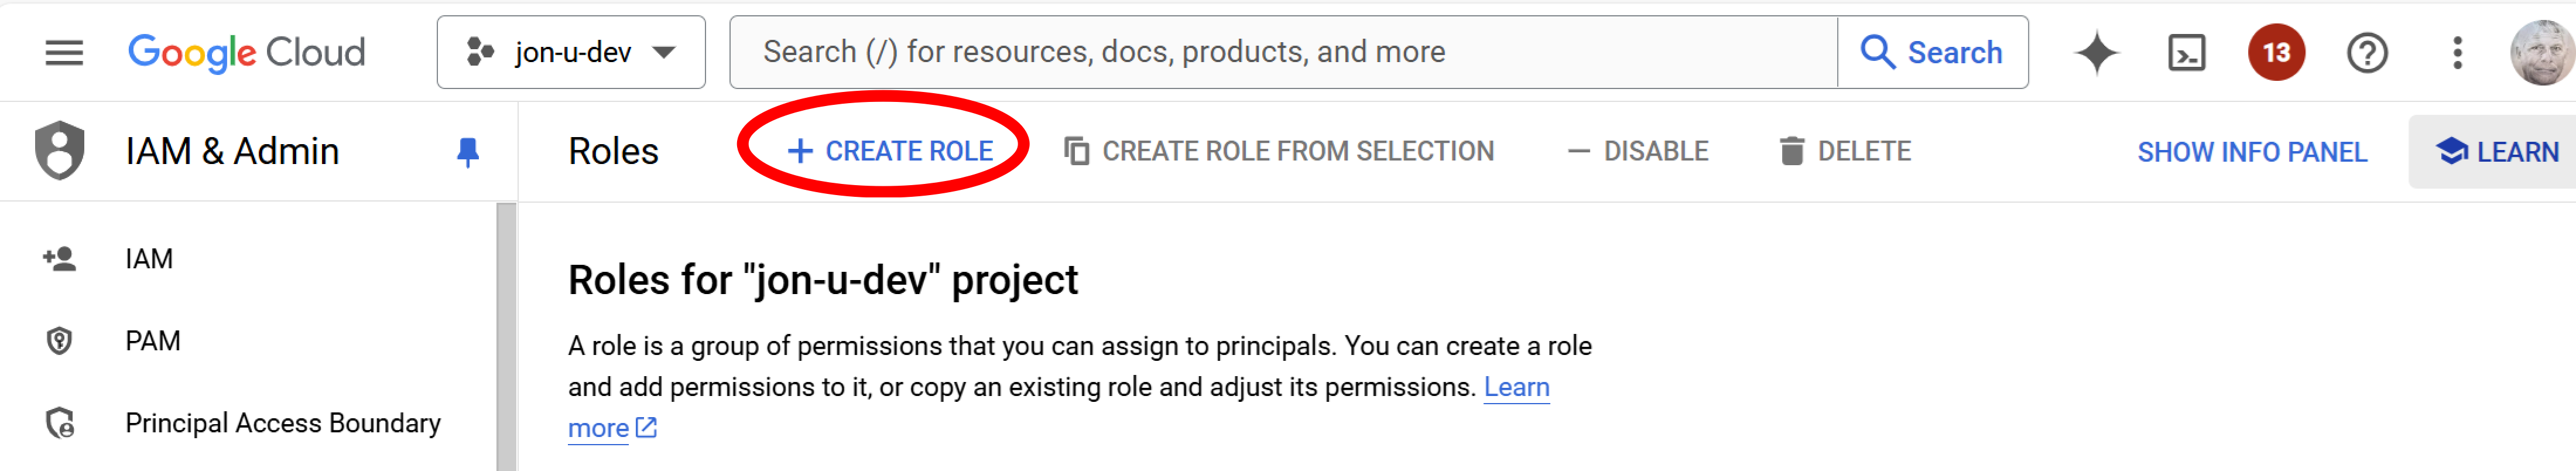 Google Cloud
jon-u-dev
Search (/) for resources, docs, products, and more
Search
13
IAM & Admin
Roles
CREATE ROLE
CREATE ROLE FROM SELECTION
DISABLE
DELETE
SHOW INFO PANEL
LEARN
IAM
PAM
Principal Access Boundary
Roles for "jon-u-dev" project
A role is a group of permissions that you can assign to principals. You can create a role
and add permissions to it, or copy an existing role and adjust its permissions. Learn
more